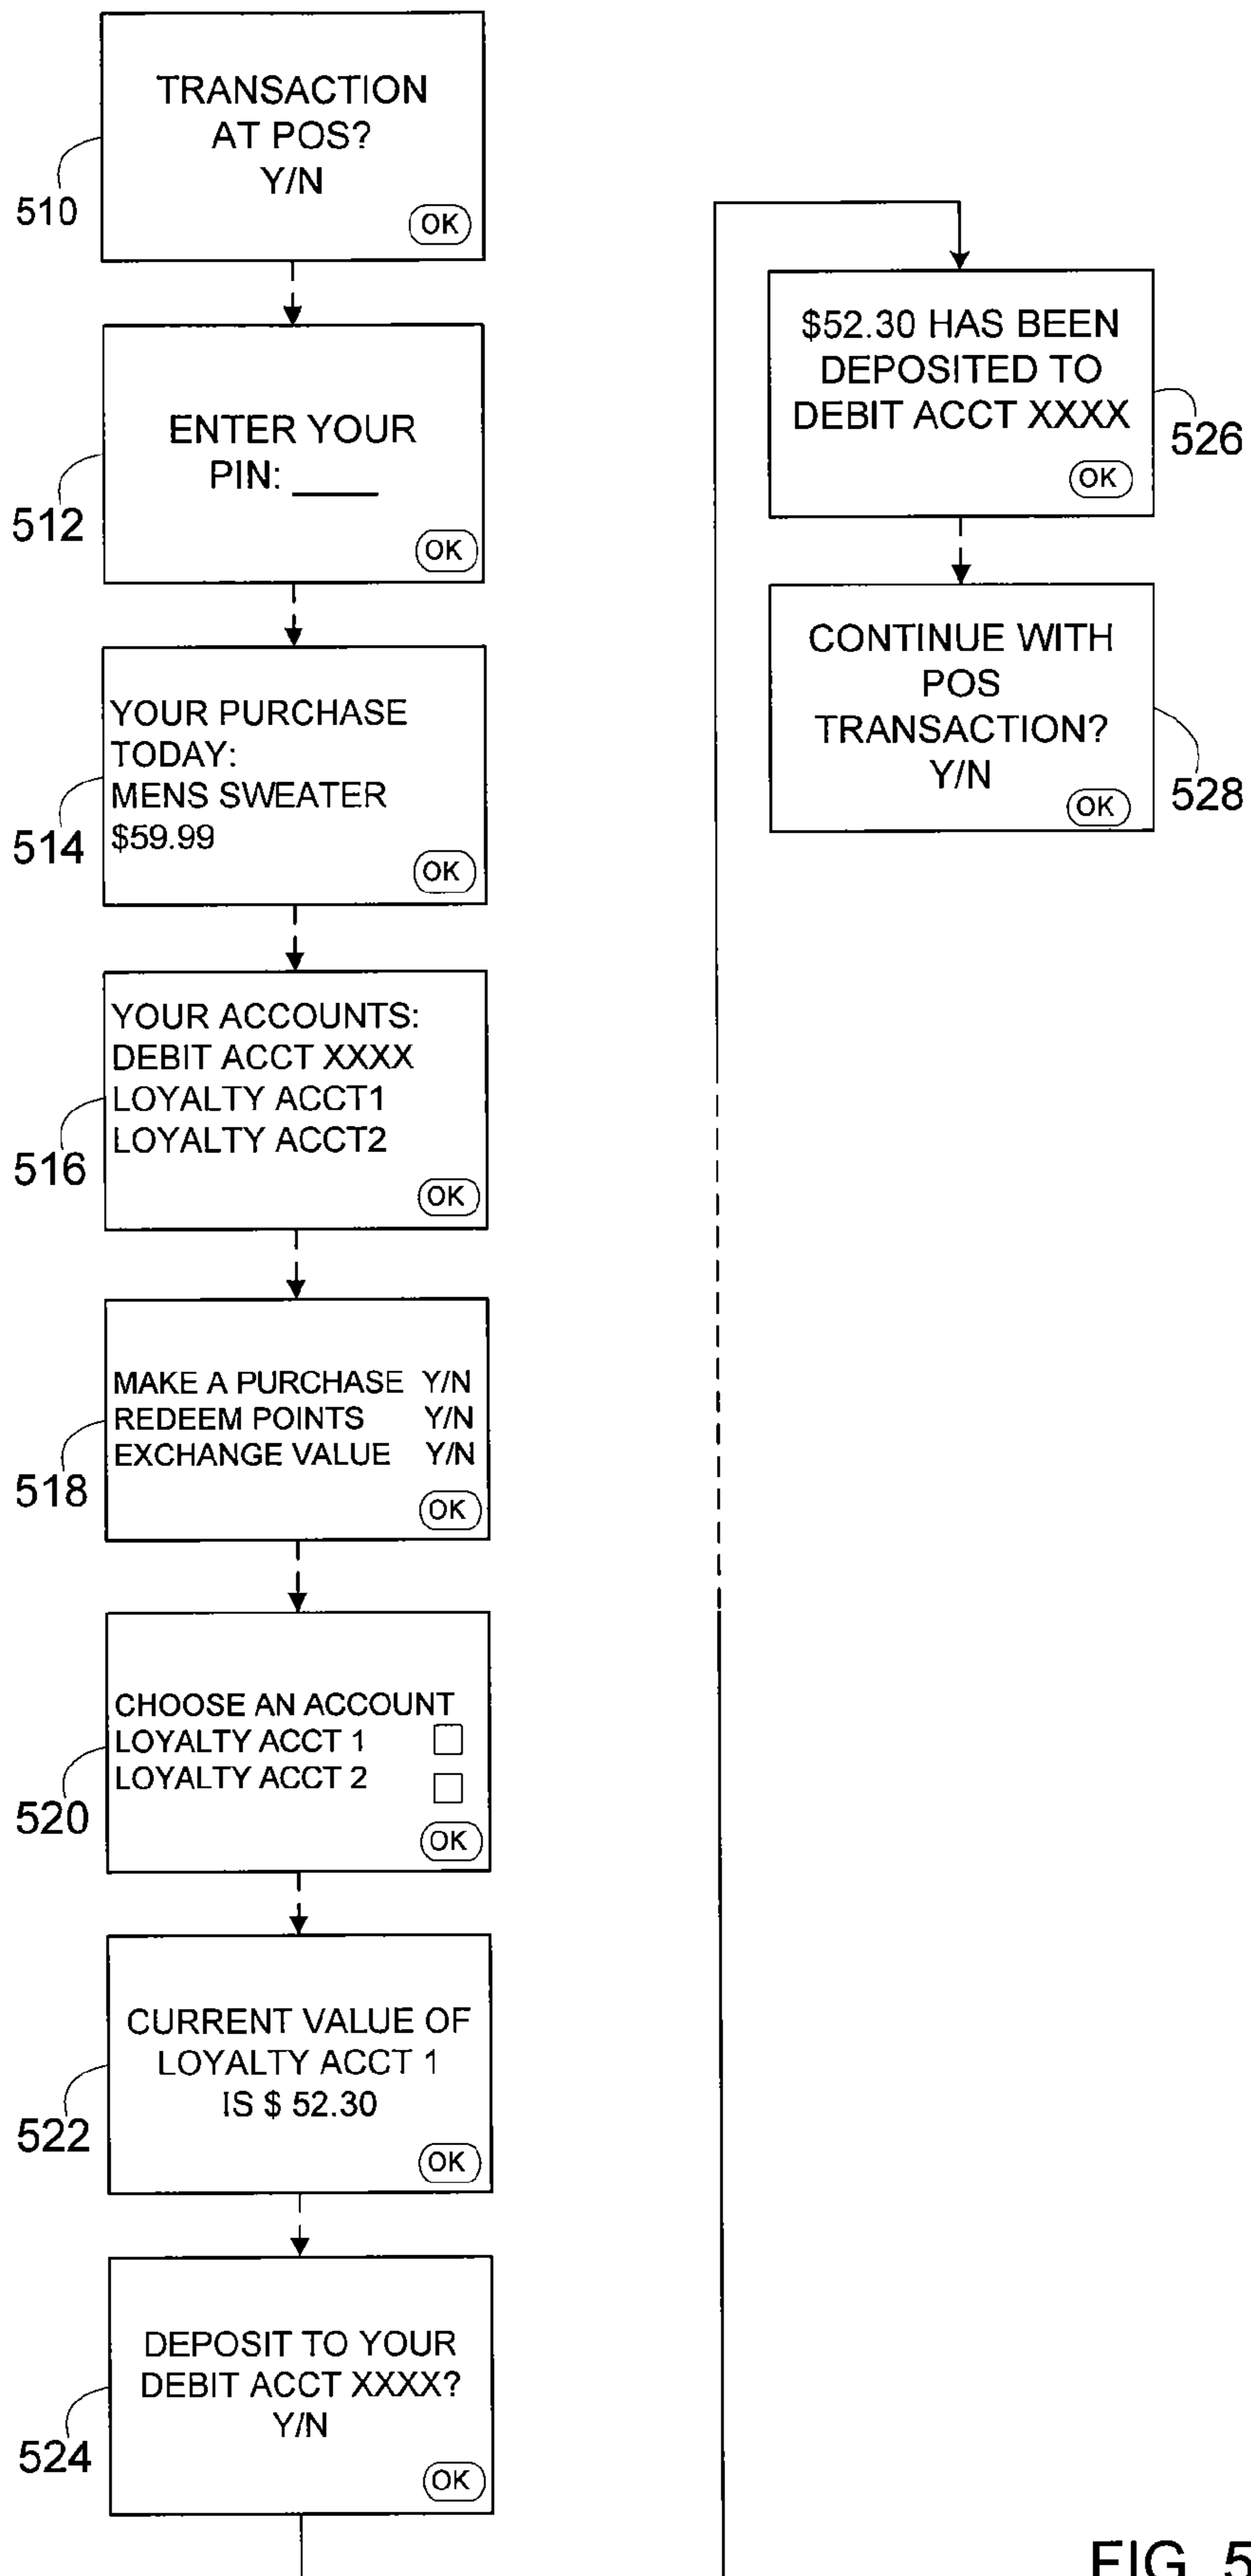 TRANSACTION
AT POS?
Y/N
OK
510
ENTER YOUR
PIN: ____
OK
512
YOUR PURCHASE
TODAY:
MENS SWEATER
$59.99
OK
514
YOUR ACCOUNTS:
DEBIT ACCT XXXX
LOYALTY ACCT1
LOYALTY ACCT2
OK
516
MAKE A PURCHASE Y/N
REDEEM POINTS Y/N
EXCHANGE VALUE Y/N
OK
518
CHOOSE AN ACCOUNT
LOYALTY ACCT 1
LOYALTY ACCT 2
OK
520
CURRENT VALUE OF
LOYALTY ACCT 1
IS $ 52.30
OK
522
DEPOSIT TO YOUR
DEBIT ACCT XXXX?
Y/N
OK
524
$52.30 HAS BEEN
DEPOSITED TO
DEBIT ACCT XXXX
OK
526
CONTINUE WITH
POS
TRANSACTION?
Y/N
OK
528
FIG. 5